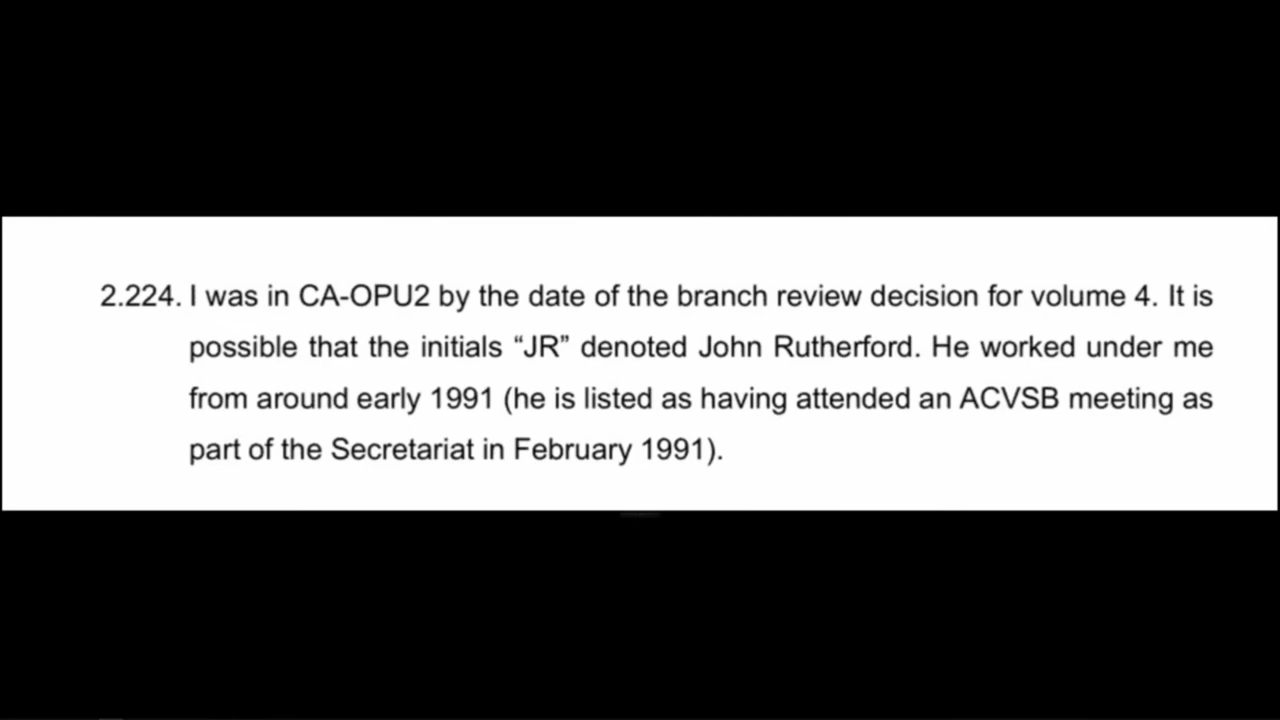 2.224. I was in CA-OPU2 by the date of the branch review decision for volume 4. It is
possible that the initials “JR” denoted John Rutherford. He worked under me
from around early 1991 (he is listed as having attended an ACVSB meeting as
part of the Secretariat in February 1991).